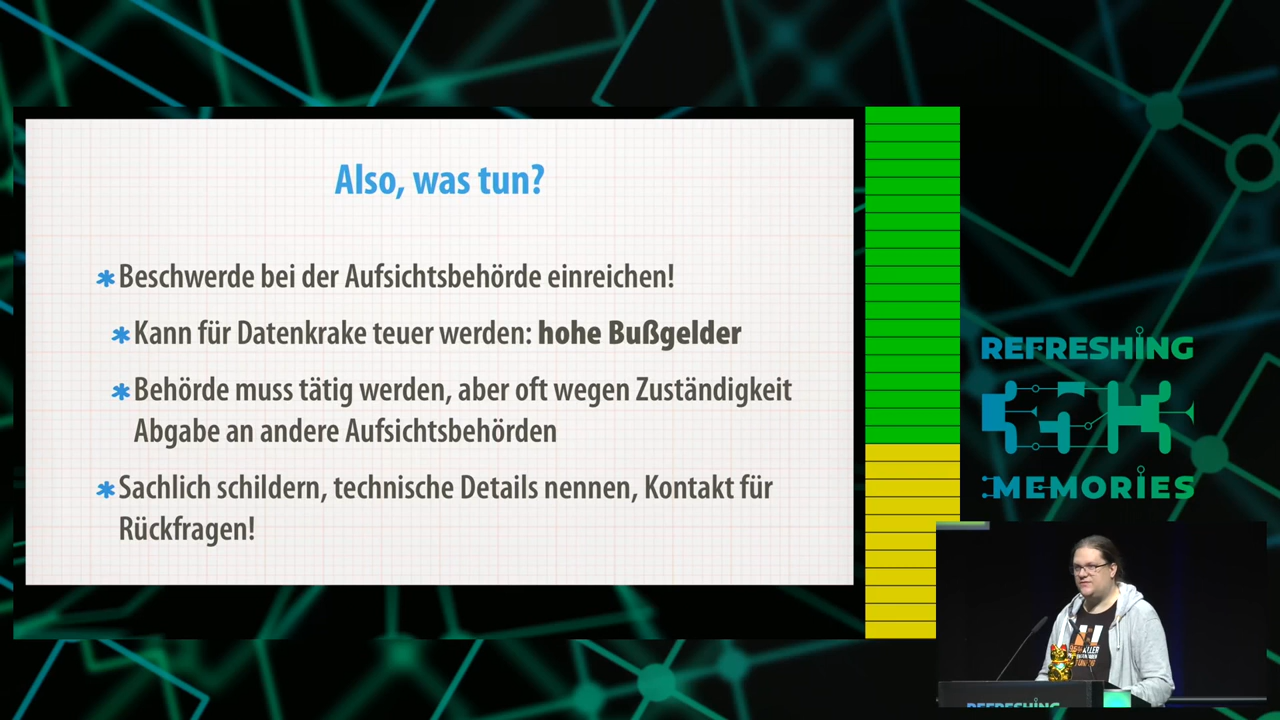 Also, was tun?
Beschwerde bei der Aufsichtsbehörde einreichen!
Kann für Datenkrake teuer werden: hohe Bußgelder
Behörde muss tätig werden, aber oft wegen Zuständigkeit
Abgabe an andere Aufsichtsbehörden
Sachlich schildern, technische Details nennen, Kontakt für
Rückfragen!
REFRESHING
MEMORIES
REFRESHING